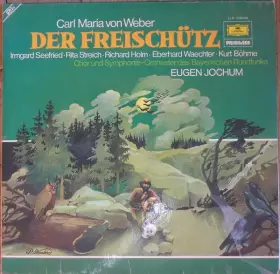 Carl Maria von Weber
DER FREISCHÜTZ
Irmgard Seefried · Rita Streich · Richard Holm · Eberhard Waechter · Kurt Böhme
Chor und Symphonie-Orchester des Bayerischen Rundfunks
EUGEN JOCHUM